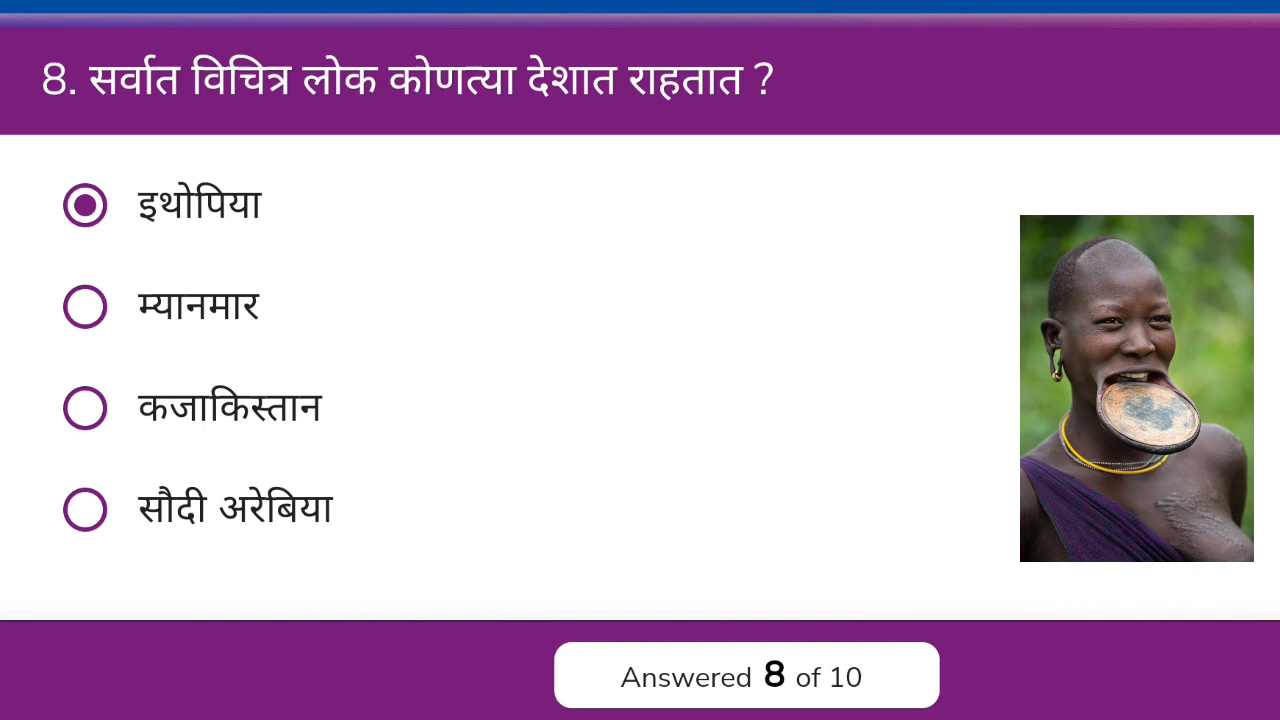 8. सर्वात विचित्र लोक कोणत्या देशात राहतात ?
इथोपिया
म्यानमार
कजाकिस्तान
सौदी अरेबिया
Answered 8 of 10